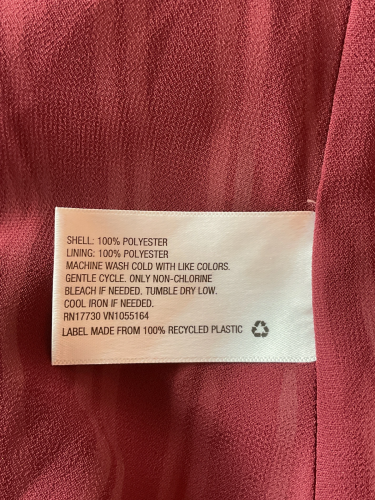 SHELL: 100% POLYESTER
LINING: 100% POLYESTER
MACHINE WASH COLD WITH LIKE COLORS.
GENTLE CYCLE. ONLY NON-CHLORINE
BLEACH IF NEEDED. TUMBLE DRY LOW.
COOL IRON IF NEEDED.
RN17730 VN1055164
LABEL MADE FROM 100% RECYCLED PLASTIC